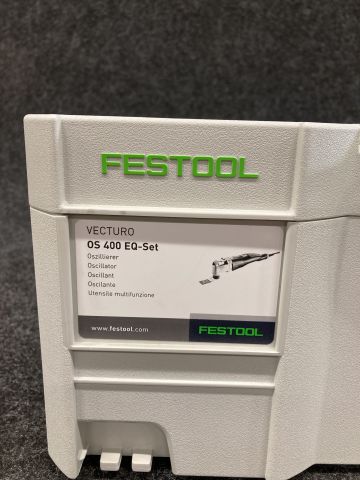 FESTOOL
VECTURO
OS 400 EQ-Set
Oszillierer
Oscillator
Oscillant
Oscilante
Utensile multifunzione
www.festool.com
FESTOOL